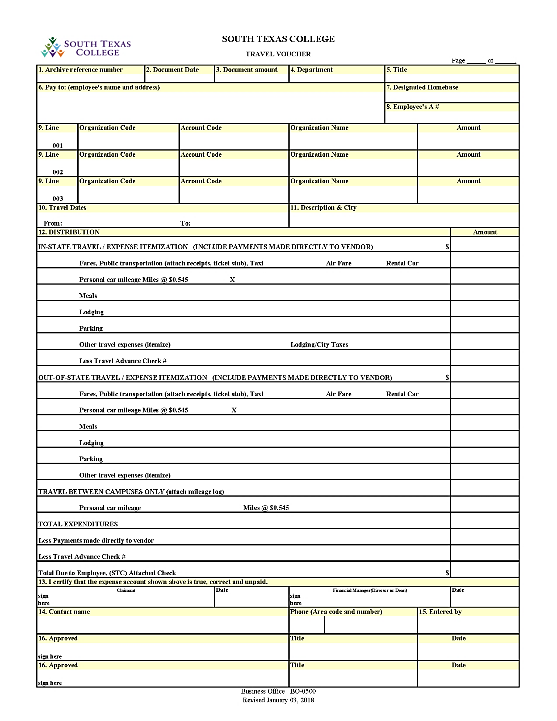 SOUTH TEXAS COLLEGE
SOUTH TEXAS
COLLEGE
TRAVEL VOUCHER
Page _____ of _____
1. Archive reference number 2. Document Date 3. Document amount 4. Department 5. Title
6. Pay to: (employee's name and address) 7. Designated Homebase
8. Employee's A #
9. Line Organization Code Account Code Organization Name Amount
001
9. Line Organization Code Account Code Organization Name Amount
002
9. Line Organization Code Account Code Organization Name Amount
003
10. Travel Dates 11. Description & City
From: To:
12. DISTRIBUTION Amount
IN-STATE TRAVEL / EXPENSE ITEMIZATION (INCLUDE PAYMENTS MADE DIRECTLY TO VENDOR) $
Fares, Public transportation (attach receipts, ticket stub), Taxi Air Fare Rental Car
Personal car mileage Miles @ $0.545 X
Meals
Lodging
Parking
Other travel expenses (itemize) Lodging/City Taxes
Less Travel Advance Check #
OUT-OF-STATE TRAVEL / EXPENSE ITEMIZATION (INCLUDE PAYMENTS MADE DIRECTLY TO VENDOR) $
Fares, Public transportation (attach receipts, ticket stub), Taxi Air Fare Rental Car
Personal car mileage Miles @ $0.545 X
Meals
Lodging
Parking
Other travel expenses (itemize)
TRAVEL BETWEEN CAMPUSES ONLY (attach mileage log)
Personal car mileage Miles @ $0.545
TOTAL EXPENDITURES
Less Payments made directly to vendor
Less Travel Advance Check #
Total Due to Employee, (STC) Attached Check $
13. I certify that the expense account shown above is true, correct and unpaid.
Claimant Date Financial Manager (Director or Dean) Date
sign sign
here here
14. Contact name Phone (Area code and number) 15. Entered by
16. Approved Title Date
sign here
16. Approved Title Date
sign here
Business Office BO-0500
Revised January 03, 2018